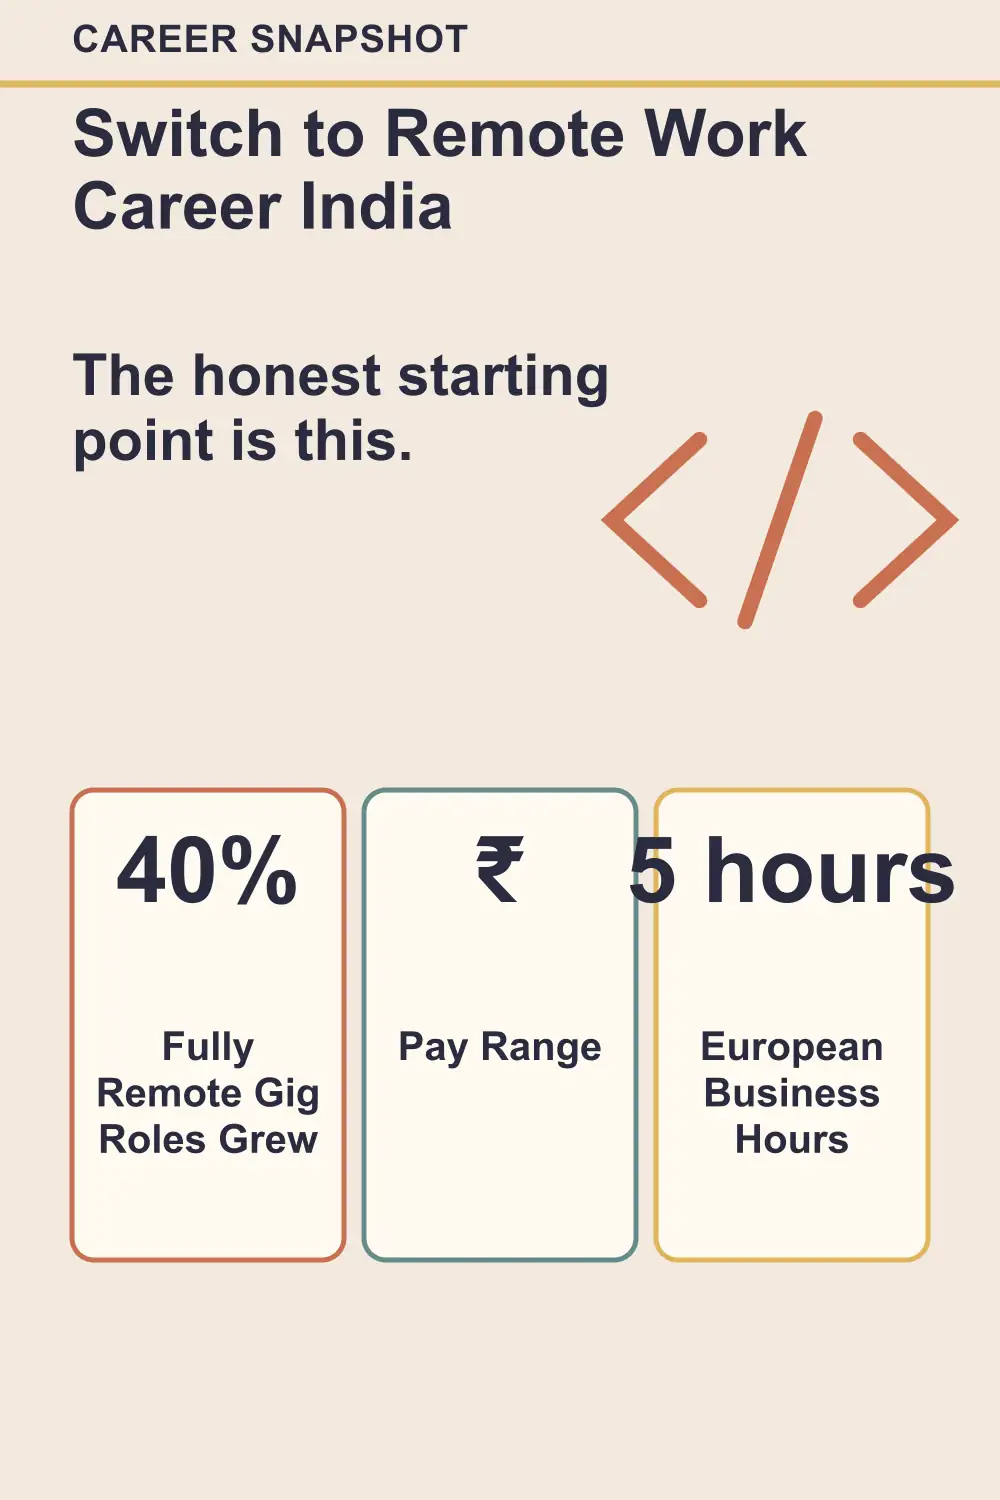 CAREER SNAPSHOT
Switch to Remote Work
Career India
The honest starting
point is this.
40%
Fully
Remote Gig
Roles Grew
₹
Pay Range
5 hours
European
Business
Hours